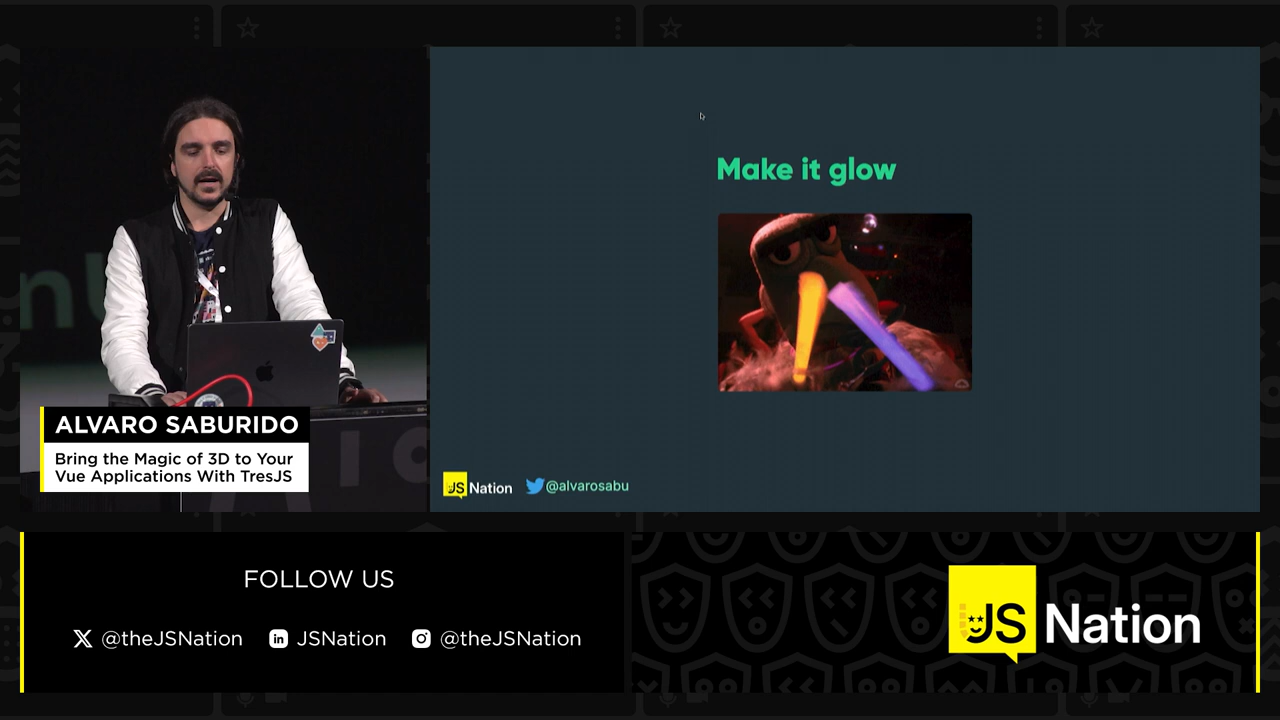 Make it glow
JS Nation
@alvarosabu
ALVARO SABURIDO
Bring the Magic of 3D to Your
Vue Applications With TresJS
FOLLOW US
@theJSNation
JSNation
@theJSNation
JS Nation